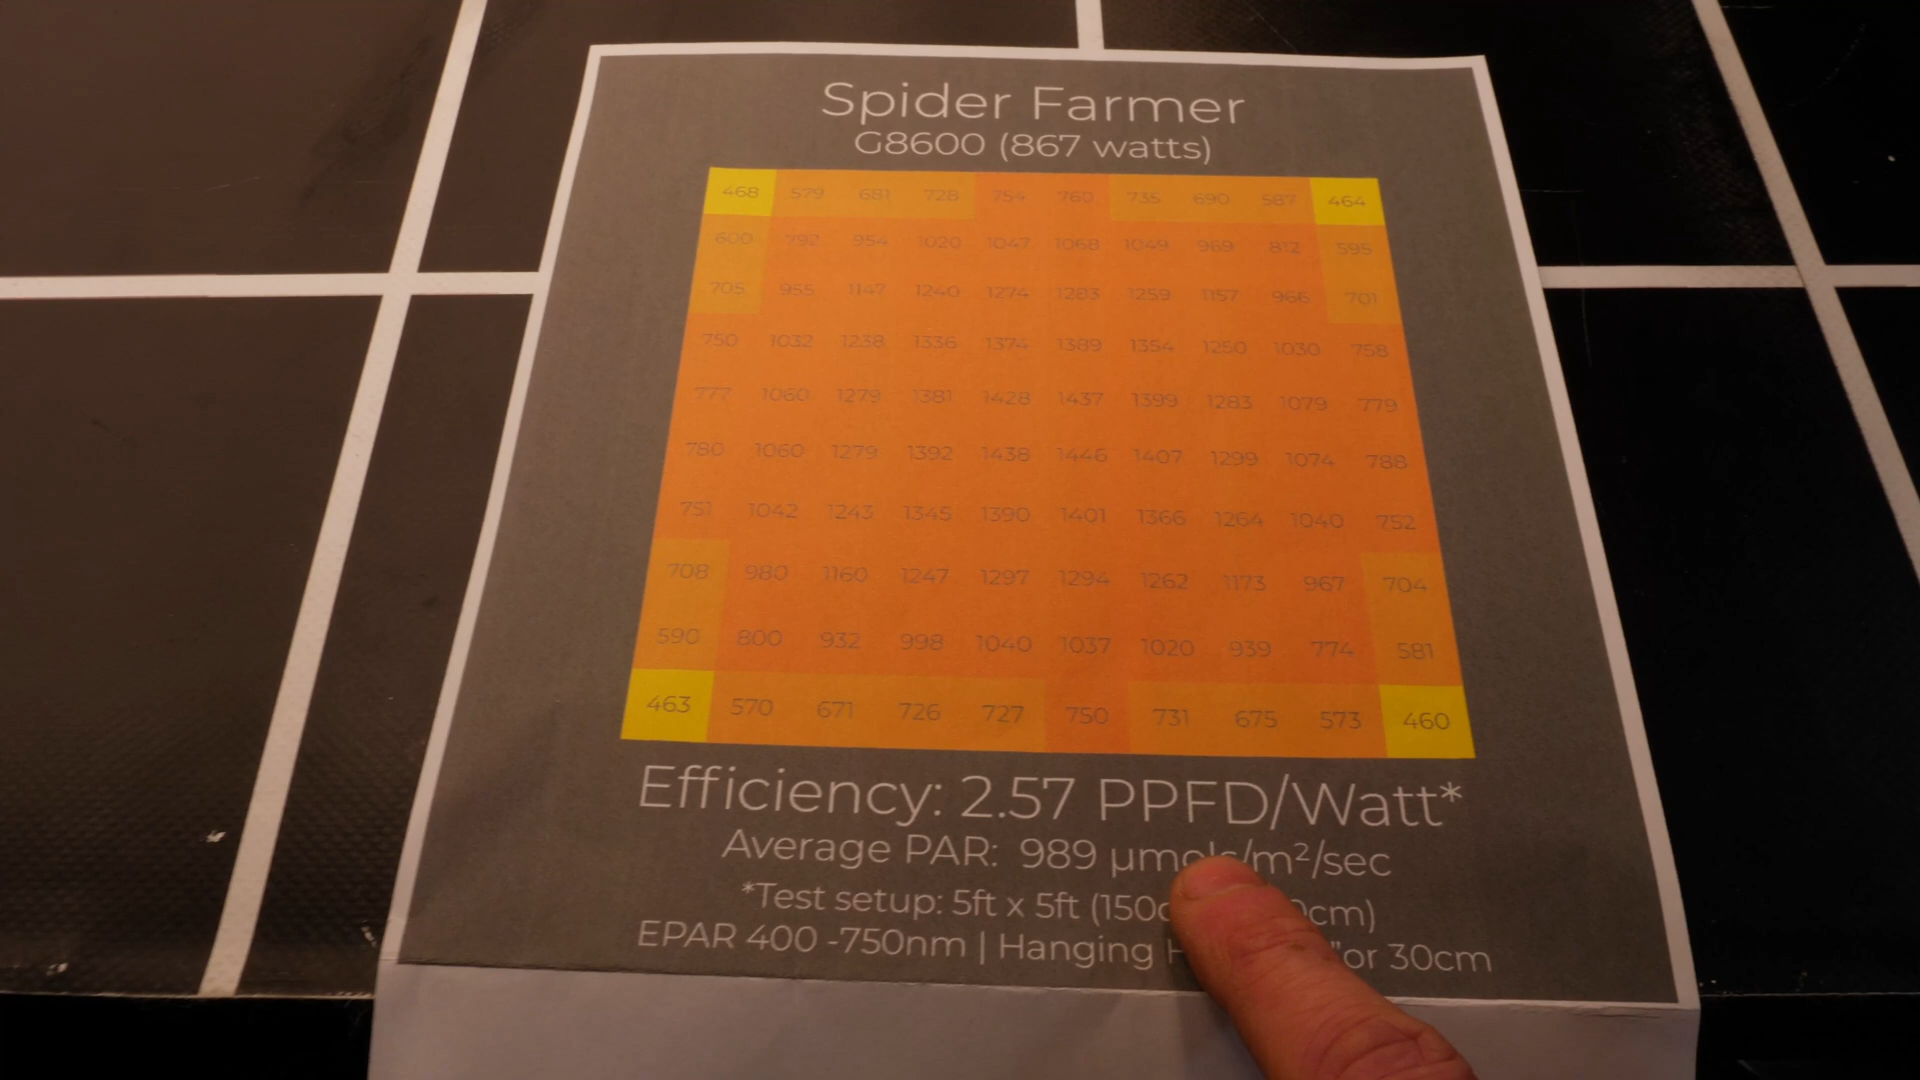 Spider Farmer
G8600 (867 watts)
468 579 681 728 754 760 735 690 587 464
600 792 954 1020 1047 1068 1049 969 812 595
705 955 1147 1240 1274 1283 1259 1157 966 701
750 1032 1238 1336 1374 1389 1354 1250 1030 758
777 1060 1279 1381 1428 1437 1399 1283 1079 779
780 1060 1279 1392 1438 1446 1407 1299 1074 788
751 1042 1243 1345 1390 1401 1366 1264 1040 752
708 980 1160 1247 1297 1294 1262 1173 967 704
590 800 932 998 1040 1037 1020 939 774 581
463 570 671 726 727 750 731 675 573 460
Efficiency: 2.57 PPFD/Watt*
Average PAR: 989 µmols/m²/sec
*Test setup: 5ft x 5ft
EPAR 400 -750nm | Hanging or 30cm